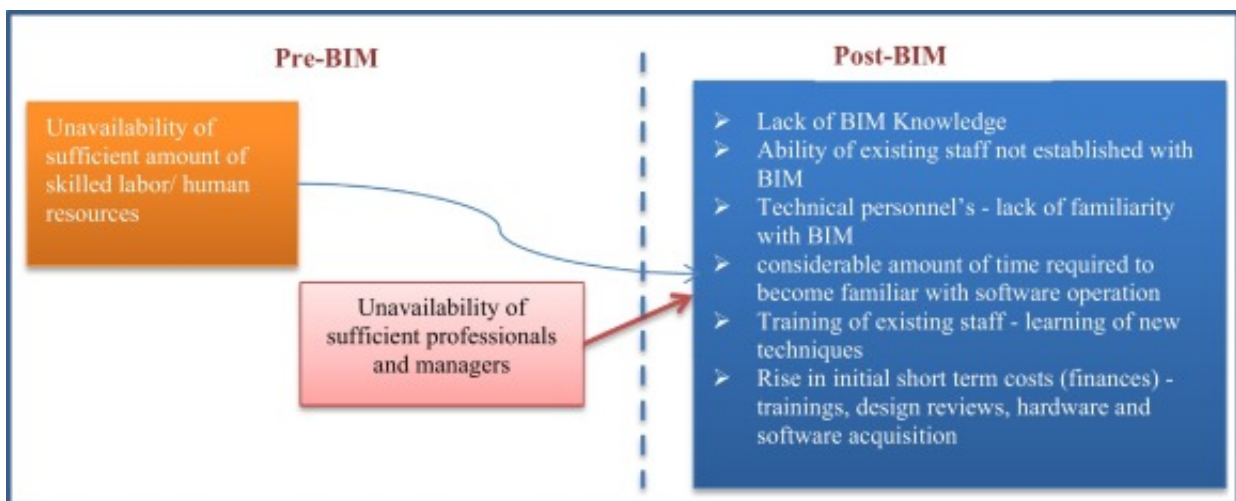 Pre-BIM
Post-BIM
Unavailability of
sufficient amount of
skilled labor/ human
resources
Unavailability of
sufficient professionals
and managers
➢ Lack of BIM Knowledge
➢ Ability of existing staff not established with
BIM
➢ Technical personnel's - lack of familiarity
with BIM
➢ considerable amount of time required to
become familiar with software operation
➢ Training of existing staff - learning of new
techniques
➢ Rise in initial short term costs (finances) -
trainings, design reviews, hardware and
software acquisition